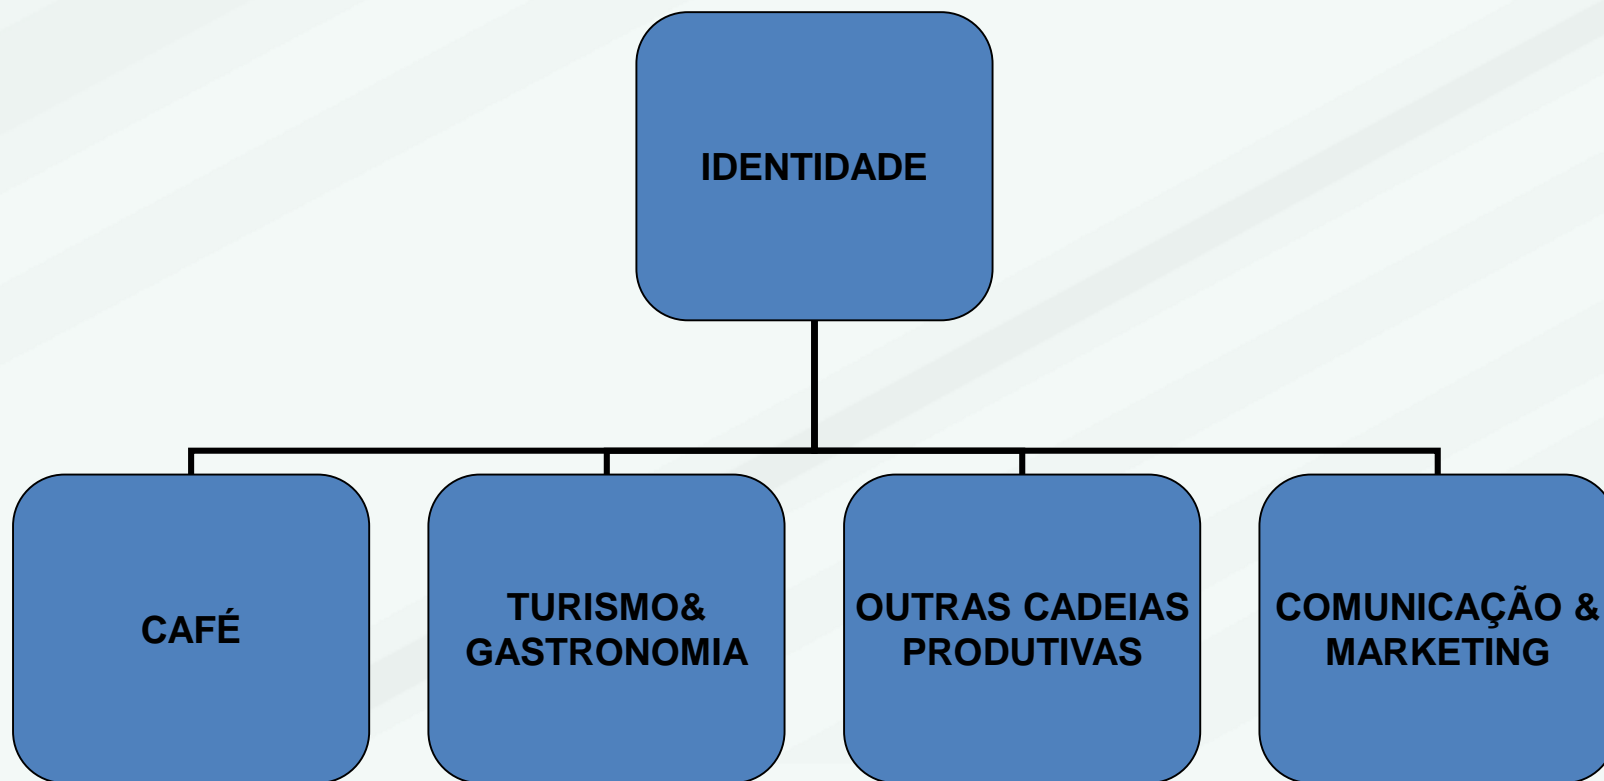 IDENTIDADE
CAFÉ
TURISMO&
GASTRONOMIA
OUTRAS CADEIAS
PRODUTIVAS
COMUNICAÇÃO &
MARKETING